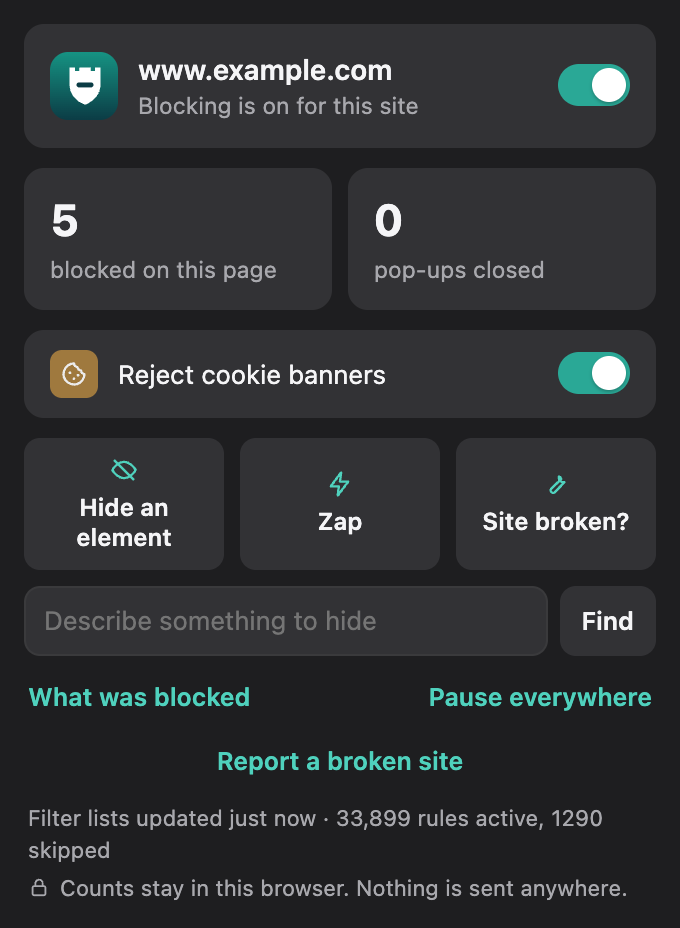 www.example.com
Blocking is on for this site
5
blocked on this page
0
pop-ups closed
Reject cookie banners
Hide an
element
Zap
Site broken?
Describe something to hide
Find
What was blocked
Pause everywhere
Report a broken site
Filter lists updated just now · 33,899 rules active, 1290
skipped
Counts stay in this browser. Nothing is sent anywhere.